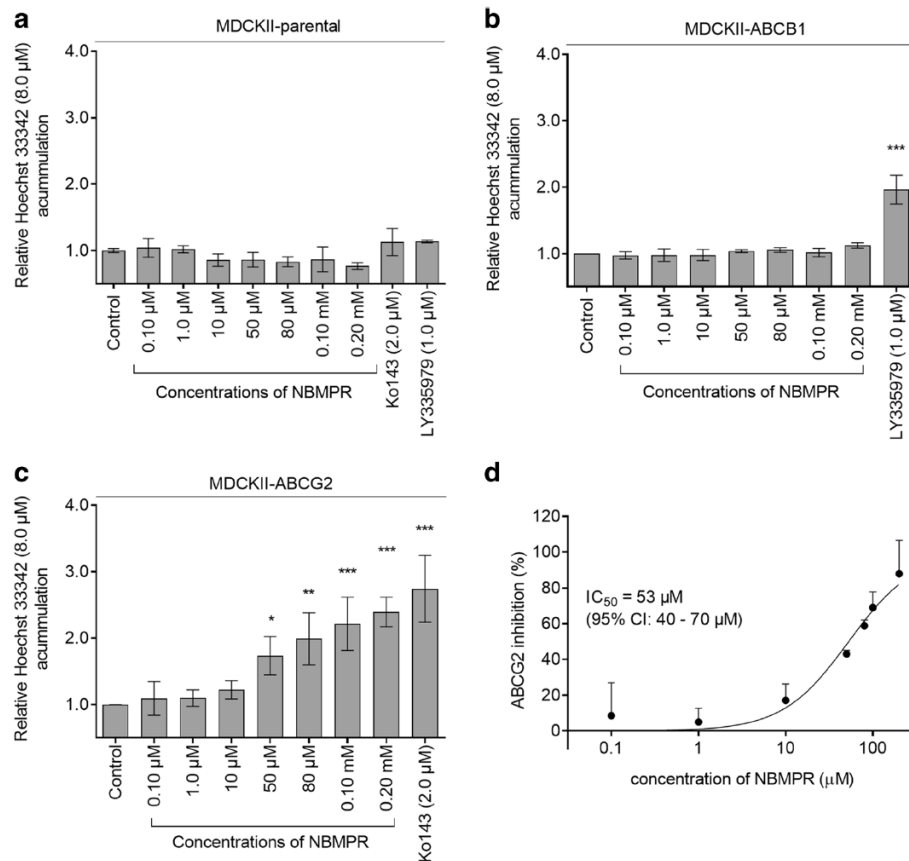 a
MDCKII-parental
Relative Hoechst 33342 (8.0 µM)
acummulation
4.0
3.0
2.0
1.0
Control
0.10 µM
1.0 µM
10 µM
50 µM
80 µM
0.10 mM
0.20 mM
Ko143 (2.0 µM)
LY335979 (1.0 µM)
Concentrations of NBMPR
b
MDCKII-ABCB1
Relative Hoechst 33342 (8.0 µM)
acummulation
4.0
3.0
2.0
1.0
***
Control
0.10 µM
1.0 µM
10 µM
50 µM
80 µM
0.10 mM
0.20 mM
LY335979 (1.0 µM)
Concentrations of NBMPR
c
MDCKII-ABCG2
Relative Hoechst 33342 (8.0 µM)
acummulation
4.0
3.0
2.0
1.0
*
**
***
***
***
Control
0.10 µM
1.0 µM
10 µM
50 µM
80 µM
0.10 mM
0.20 mM
Ko143 (2.0 µM)
Concentrations of NBMPR
d
ABCG2 inhibition (%)
120
100
80
60
40
20
0
IC50 = 53 µM
(95% CI: 40 - 70 µM)
0.1
1
10
100
concentration of NBMPR (µM)